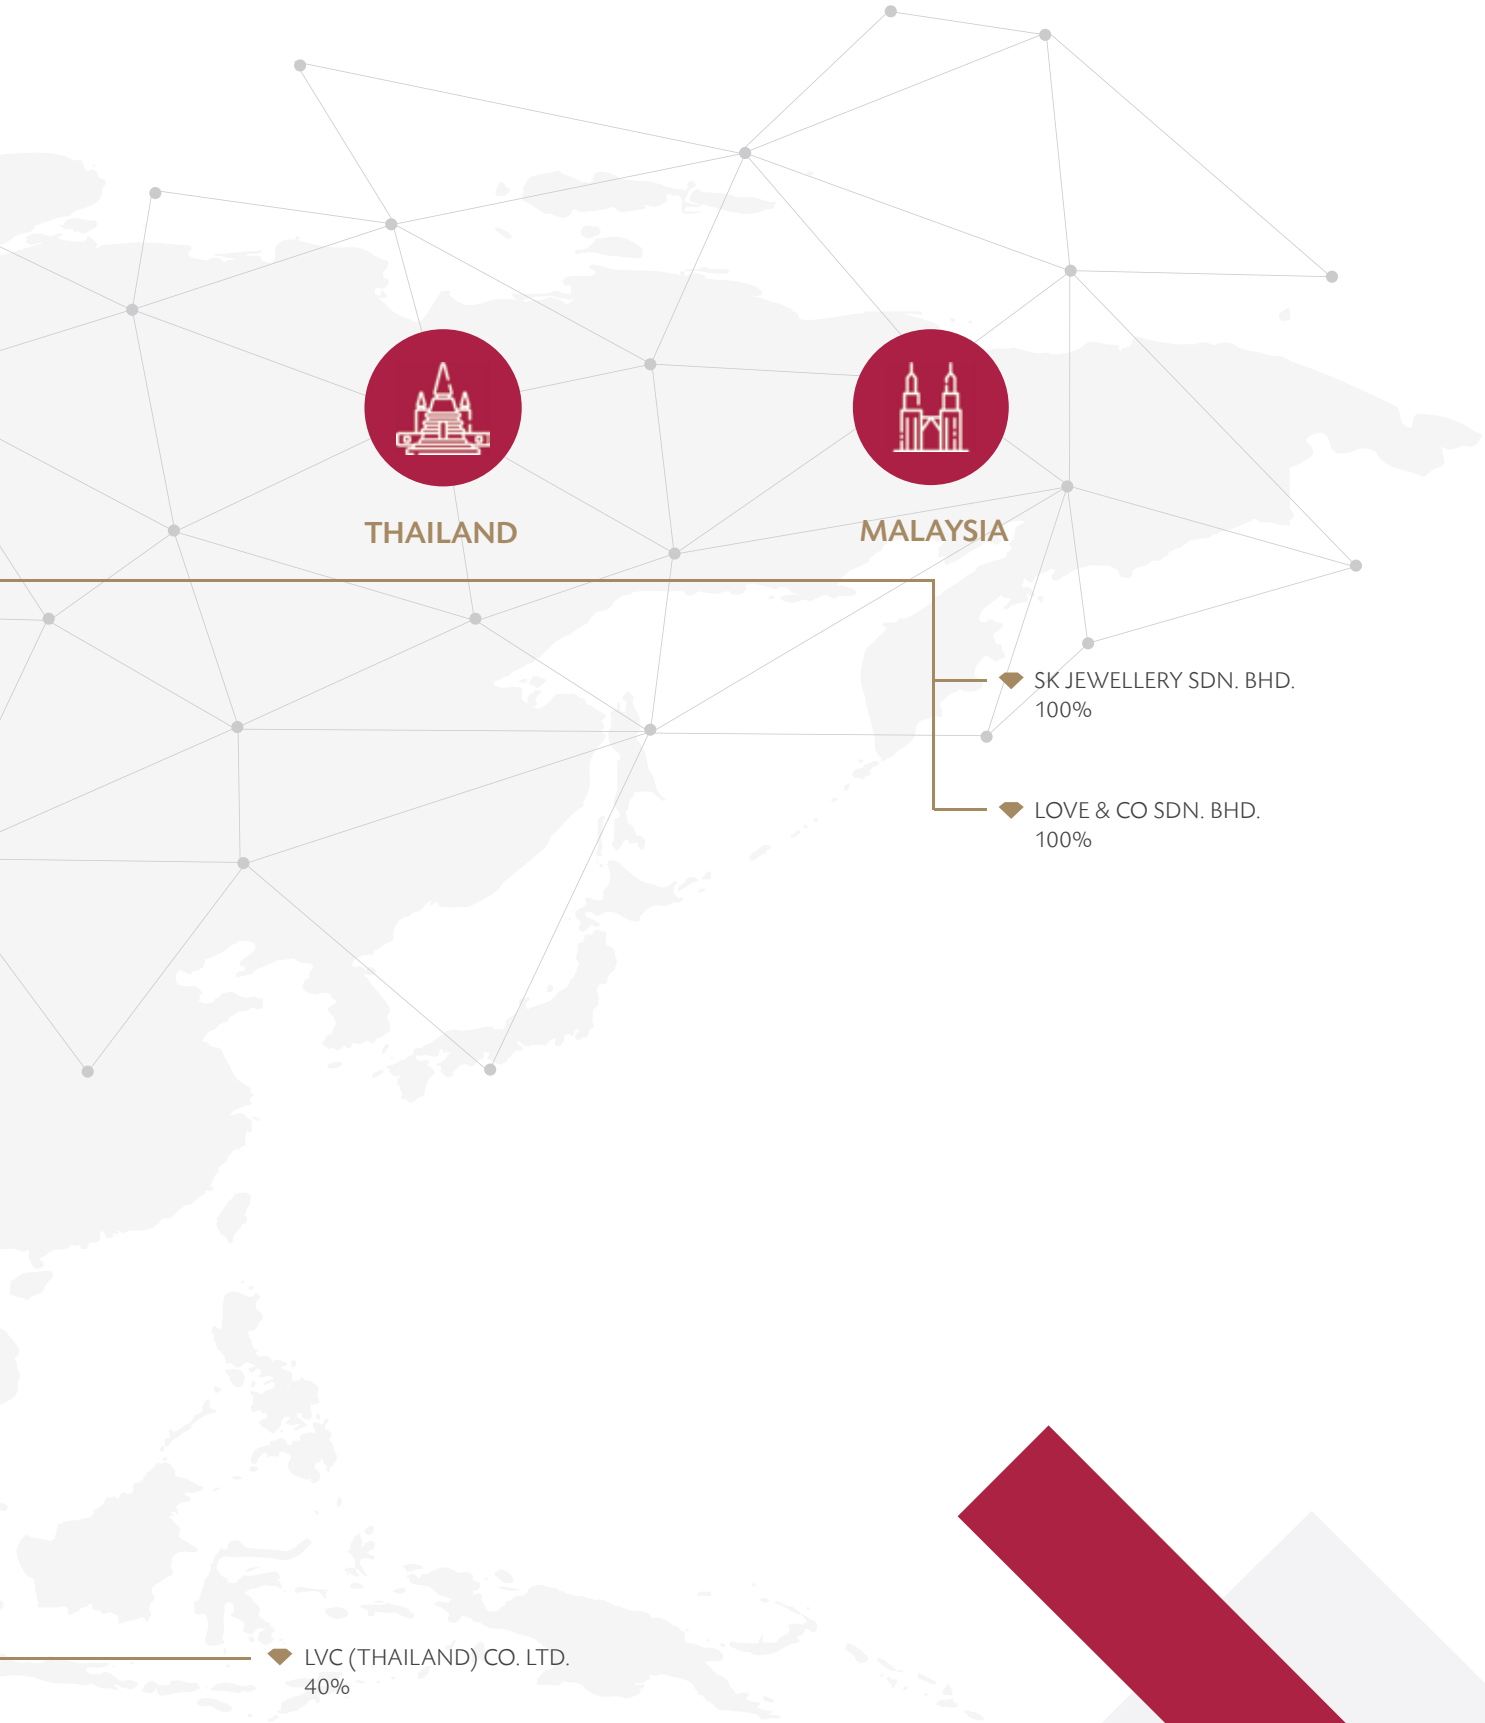 THAILAND
MALAYSIA
SK JEWELLERY SDN. BHD.
100%
LOVE & CO SDN. BHD.
100%
LVC (THAILAND) CO. LTD.
40%